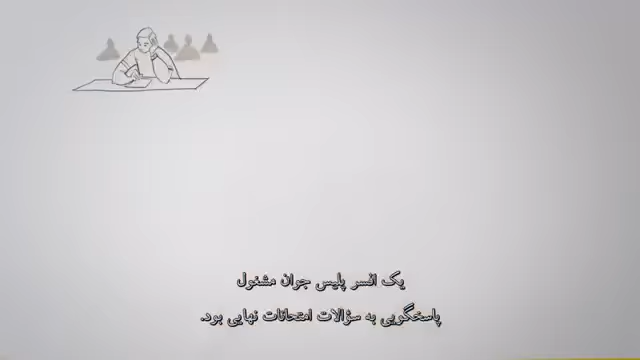 یک افسر پلیس جوان مشغول
پاسخگویی به سؤالات امتحانات نهایی بود.